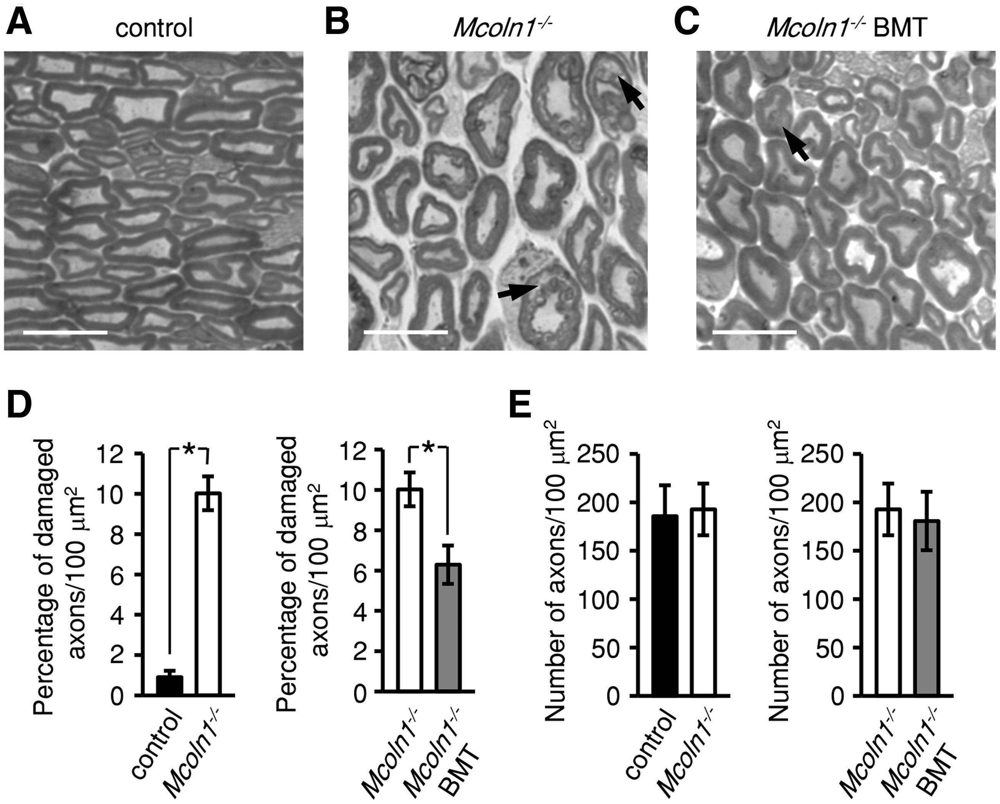 A
control
B
Mcoln1-/-
C
Mcoln1-/- BMT
D
Percentage of damaged
axons/100 µm2
12
10
8
6
4
2
0
*
control
Mcoln1-/-
Percentage of damaged
axons/100 µm2
12
10
8
6
4
2
0
*
Mcoln1-/-
Mcoln1-/-
BMT
E
Number of axons/100 µm2
250
200
150
100
50
0
control
Mcoln1-/-
Number of axons/100 µm2
250
200
150
100
50
0
Mcoln1-/-
Mcoln1-/-
BMT